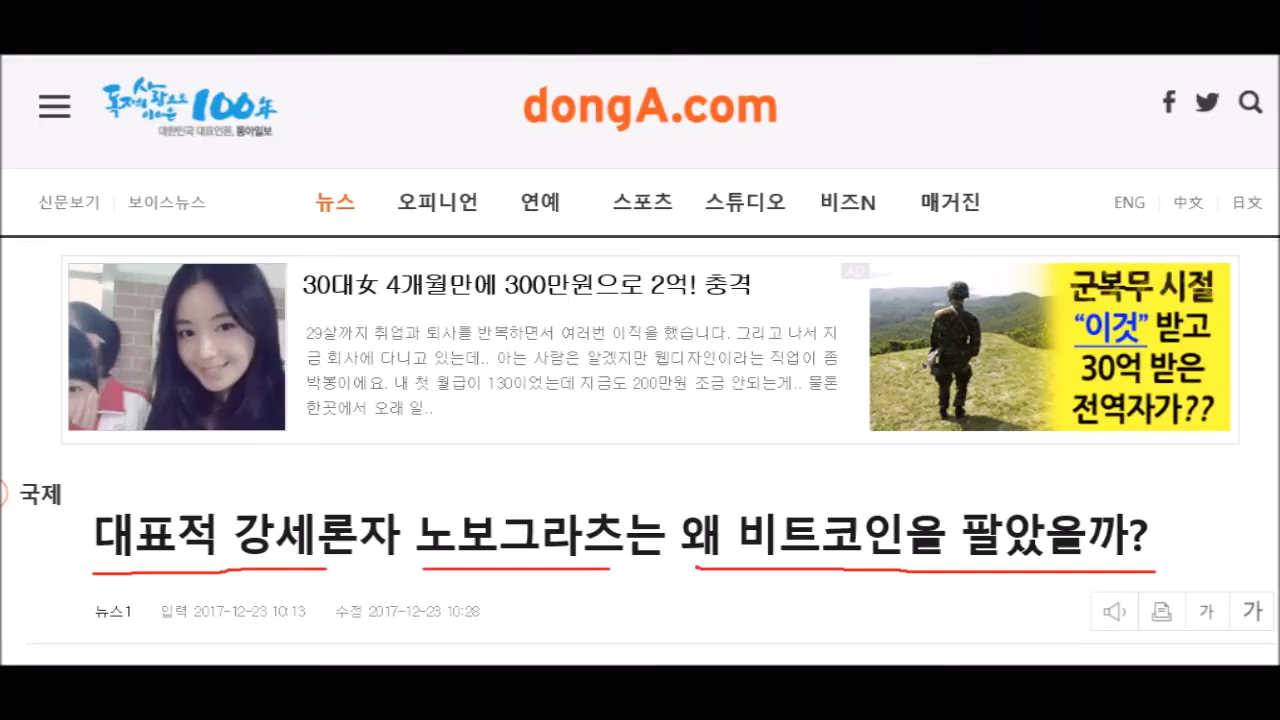 독자의 사랑으로 이어온 100年
대한민국 대표언론, 동아일보
dongA.com
신문보기 보이스뉴스 뉴스 오피니언 연예 스포츠 스튜디오 비즈N 매거진 ENG 中文 日文
30대女 4개월만에 300만원으로 2억! 충격
29살까지 취업과 퇴사를 반복하면서 여러번 이직을 했습니다. 그리고 나서 지
금 회사에 다니고 있는데.. 아는 사람은 알겠지만 웹디자인이라는 직업이 좀
박봉이에요. 내 첫 월급이 130이었는데 지금도 200만원 조금 안되는게.. 물론
한곳에서 오래 일..
AD
군복무 시절
“이것” 받고
30억 받은
전역자가??
국제
대표적 강세론자 노보그라츠는 왜 비트코인을 팔았을까?
뉴스1 입력 2017-12-23 10:13 수정 2017-12-23 10:28
가 가